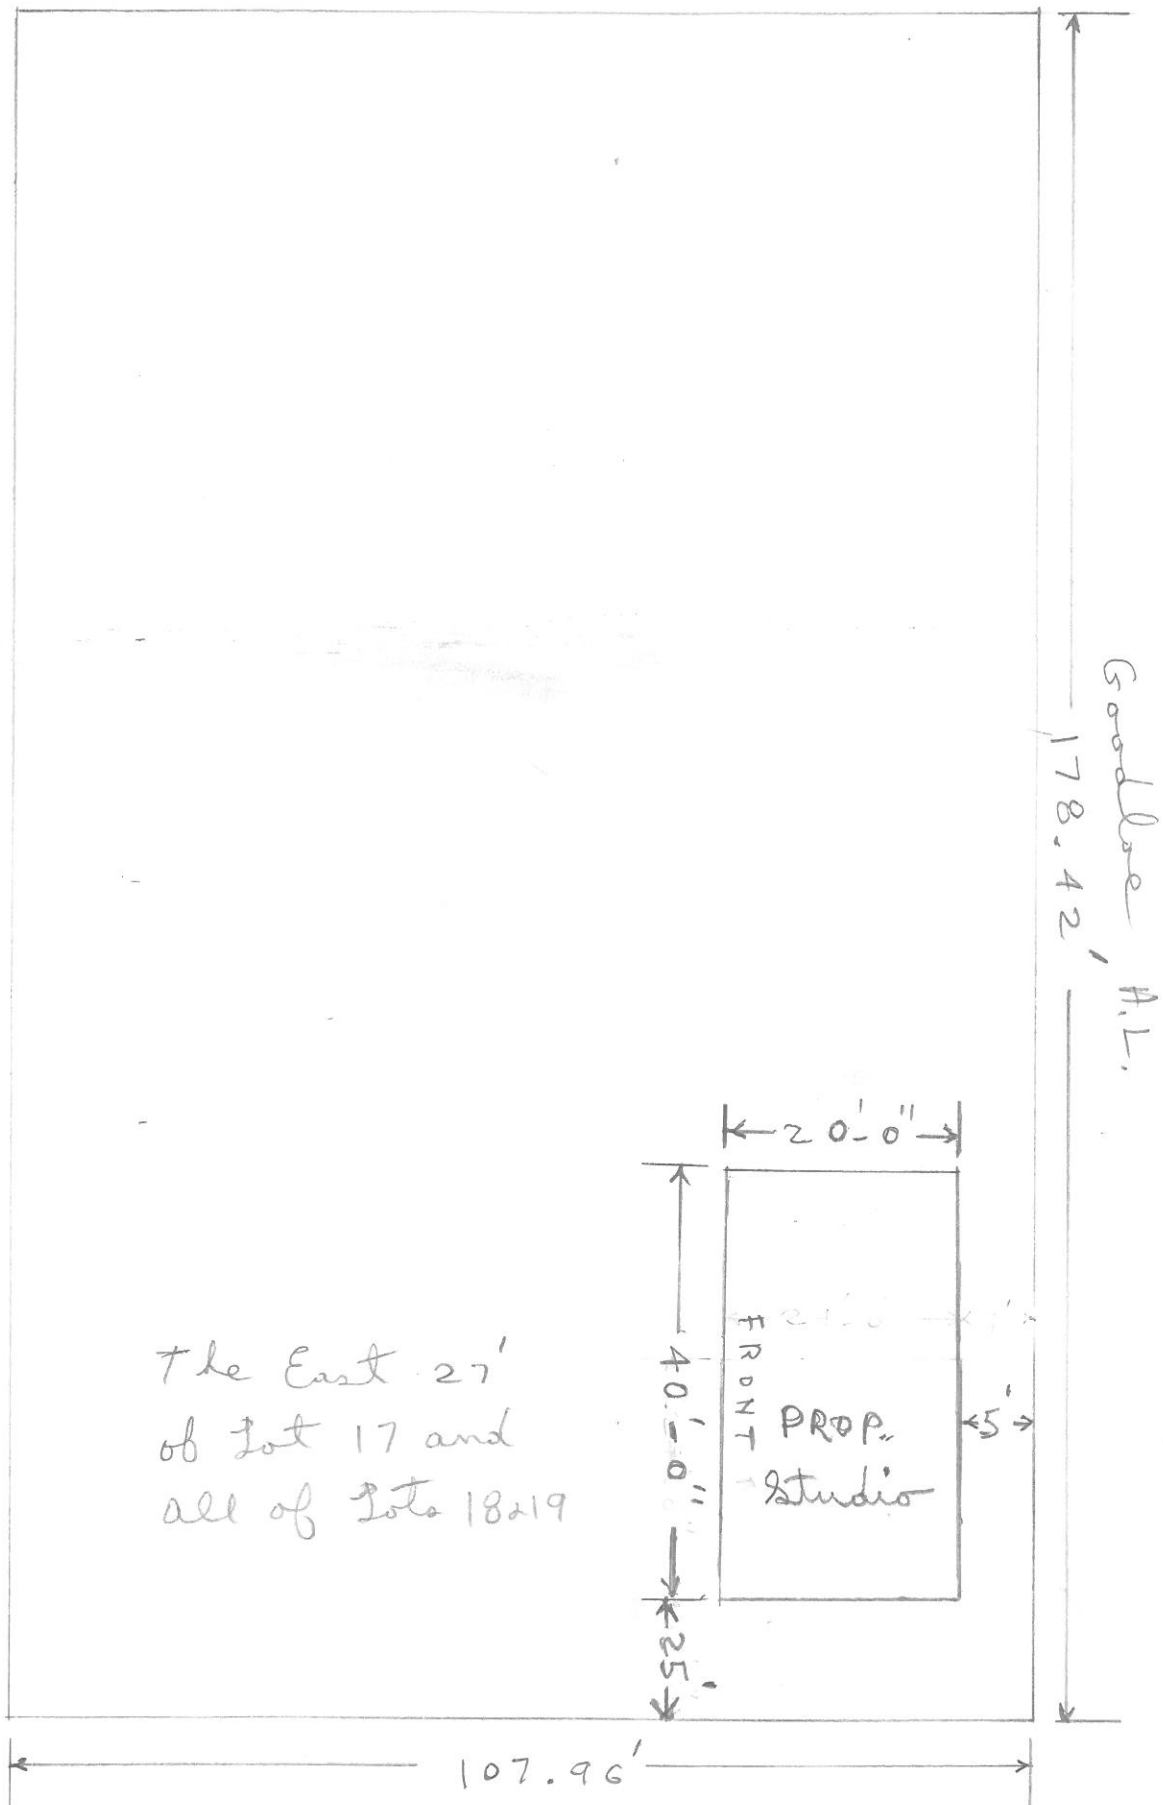 178.42'
Goodloe A.L.
20'-0"
40'-0"
FRONT
PROP.
Studio
5'
The East 27'
of Lot 17 and
all of Lots 18&19
25'
107.96'